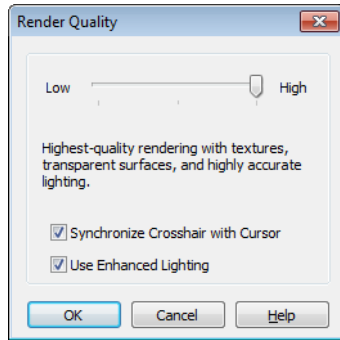 Render Quality
Low High
Highest-quality rendering with textures,
transparent surfaces, and highly accurate
lighting.
Synchronize Crosshair with Cursor
Use Enhanced Lighting
OK Cancel Help